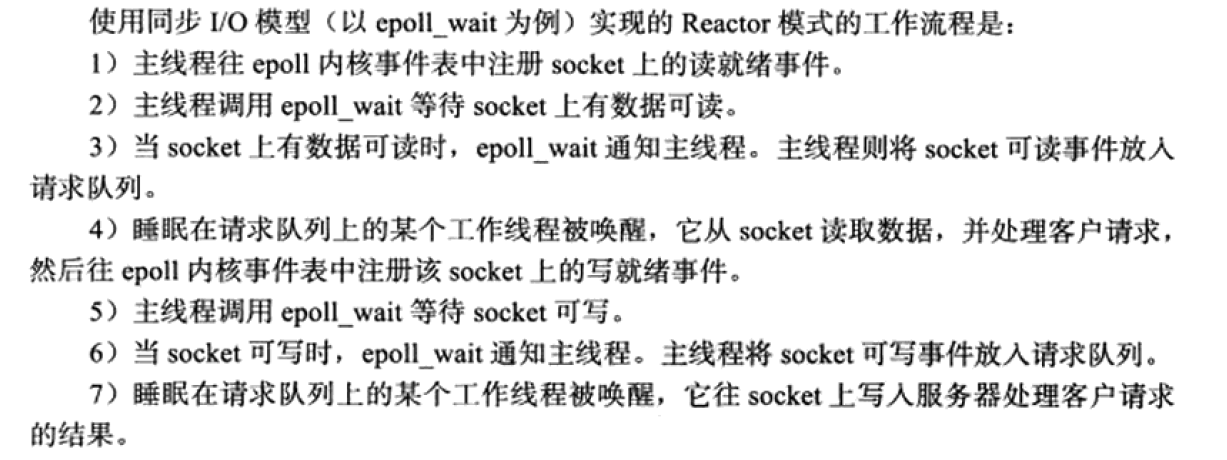 使用同步 I/O 模型（以 epoll_wait 为例）实现的 Reactor 模式的工作流程是：
1）主线程往 epoll 内核事件表中注册 socket 上的读就绪事件。
2）主线程调用 epoll_wait 等待 socket 上有数据可读。
3）当 socket 上有数据可读时，epoll_wait 通知主线程。主线程则将 socket 可读事件放入
请求队列。
4）睡眠在请求队列上的某个工作线程被唤醒，它从 socket 读取数据，并处理客户请求，
然后往 epoll 内核事件表中注册该 socket 上的写就绪事件。
5）主线程调用 epoll_wait 等待 socket 可写。
6）当 socket 可写时，epoll_wait 通知主线程。主线程将 socket 可写事件放入请求队列。
7）睡眠在请求队列上的某个工作线程被唤醒，它往 socket 上写入服务器处理客户请求
的结果。